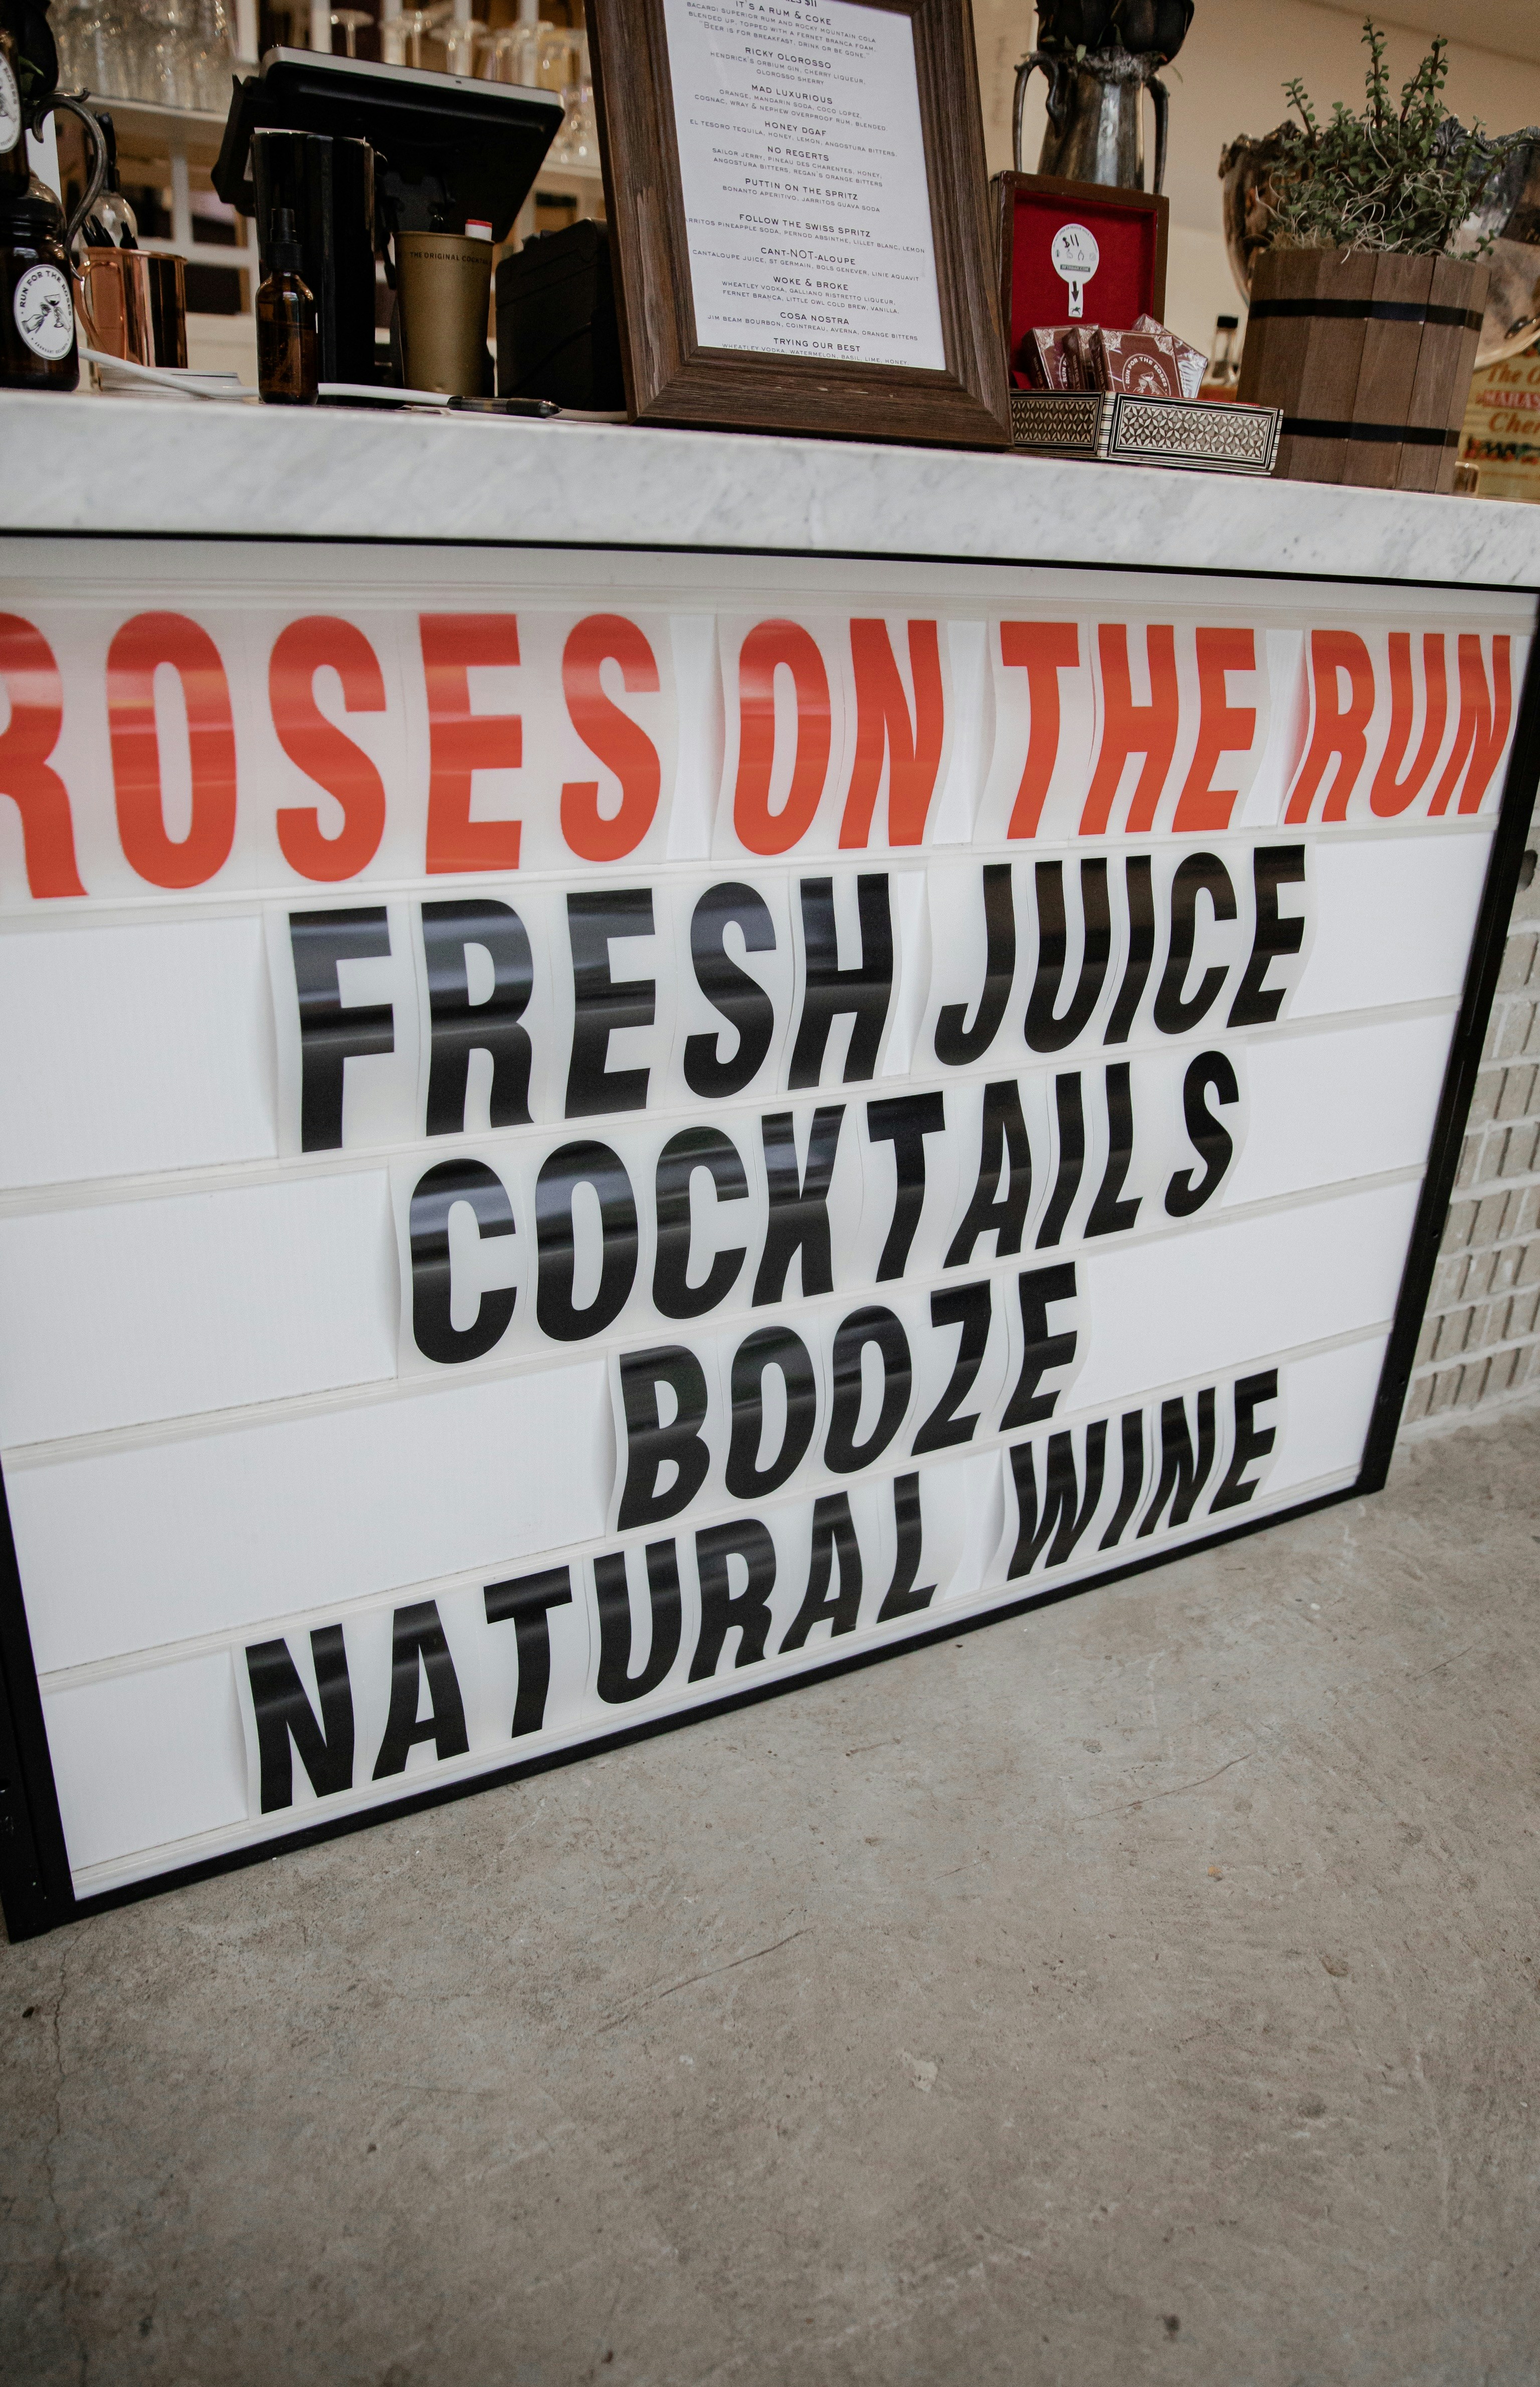 $11
IT'S A RUM & COKE
BACARDI SUPERIOR RUM AND ROCKY MOUNTAIN COLA
BLENDED UP, TOPPED WITH A FERNET BRANCA FOAM.
"BEER IS FOR BREAKFAST, DRINK OR BE GONE."
RICKY OLOROSSO
HENDRICK'S ORBIUM GIN, CHERRY LIQUEUR,
OLOROSSO SHERRY
MAD LUXURIOUS
ORANGE, MANDARIN SODA, COCO LOPEZ,
COGNAC, WRAY & NEPHEW OVERPROOF RUM, BLENDED.
HONEY DGAF
EL TESORO TEQUILA, HONEY, LEMON, ANGOSTURA BITTERS.
NO REGERTS
SAILOR JERRY, PINEAU DES CHARENTES, HONEY,
ANGOSTURA BITTERS, REGAN'S ORANGE BITTERS
PUTTIN ON THE SPRITZ
BONANTO APERITIVO, JARRITOS GUAVA SODA
FOLLOW THE SWISS SPRITZ
RRITOS PINEAPPLE SODA, PERNOD ABSINTHE, LILLET BLANC, LEMON
CANT-NOT-ALOUPE
CANTALOUPE JUICE, ST GERMAIN, BOLS GENEVER, LINIE AQUAVIT
WOKE & BROKE
WHEATLEY VODKA, GALLIANO RISTRETTO LIQUEUR,
FERNET BRANCA, LITTLE OWL COLD BREW, VANILLA.
COSA NOSTRA
JIM BEAM BOURBON, COINTREAU, AVERNA, ORANGE BITTERS
TRYING OUR BEST
WHEATLEY VODKA, WATERMELON, BASIL, LIME, HONEY.
THE ORIGINAL
RUN FOR THE ROSES
$11
RUN FOR THE ROSES
The
MARAS
Cher
ROSES ON THE RUN
FRESH JUICE
COCKTAILS
BOOZE
NATURAL WINE